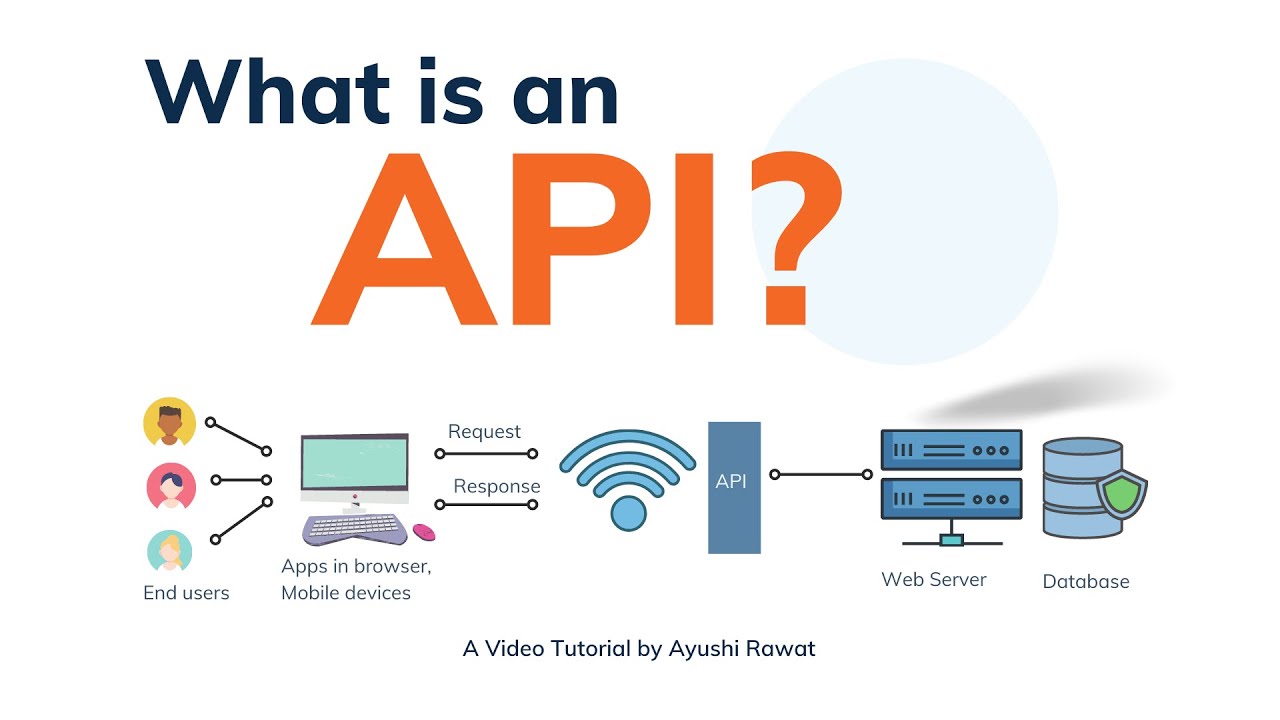 What is an
API?
Request
Response
API
End users
Apps in browser,
Mobile devices
Web Server
Database
A Video Tutorial by Ayushi Rawat